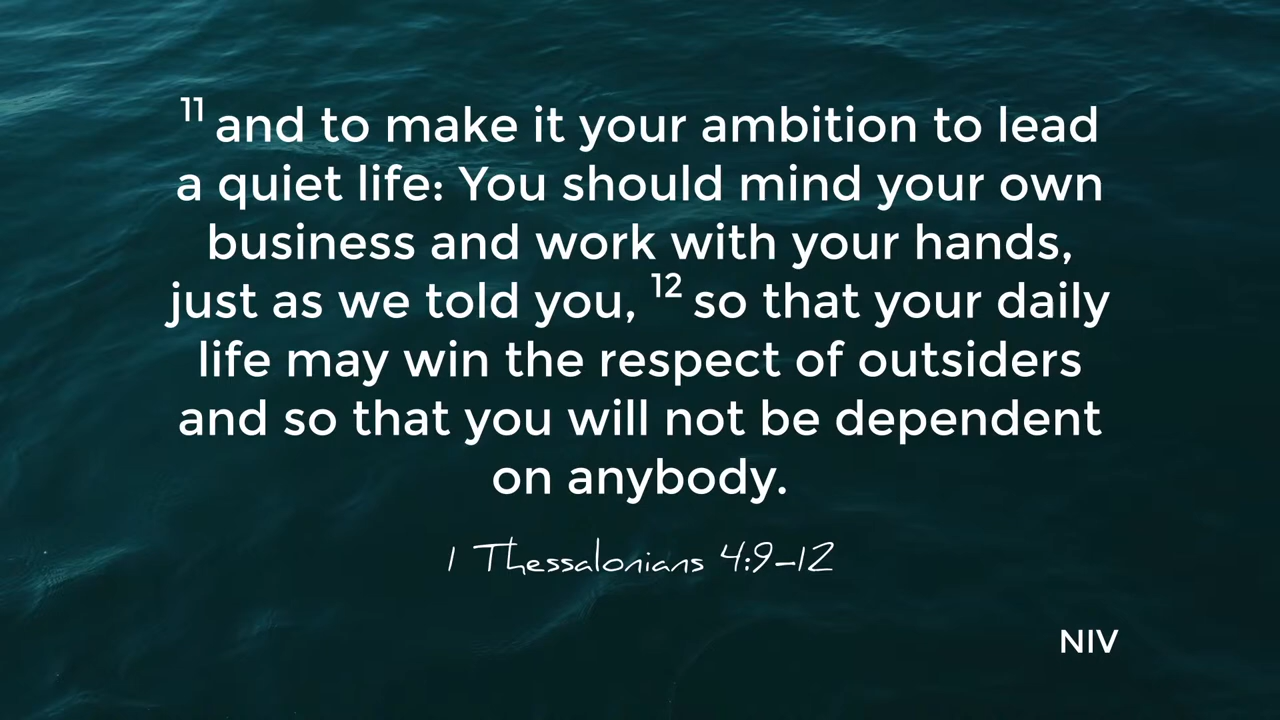 11 and to make it your ambition to lead
a quiet life: You should mind your own
business and work with your hands,
just as we told you, 12 so that your daily
life may win the respect of outsiders
and so that you will not be dependent
on anybody.
1 Thessalonians 4:9-12
NIV